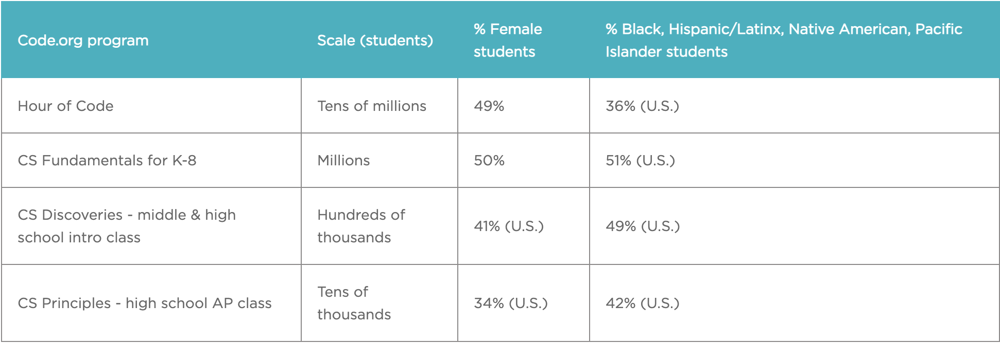 Code.org program
Scale (students)
% Female
students
% Black, Hispanic/Latinx, Native American, Pacific
Islander students
Hour of Code
Tens of millions
49%
36% (U.S.)
CS Fundamentals for K-8
Millions
50%
51% (U.S.)
CS Discoveries - middle & high
school intro class
Hundreds of
thousands
41% (U.S.)
49% (U.S.)
CS Principles - high school AP class
Tens of
thousands
34% (U.S.)
42% (U.S.)